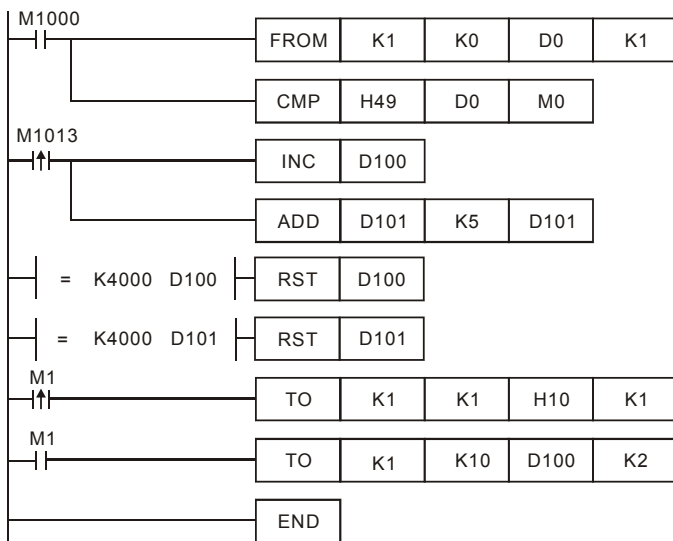 M1000
FROM K1 K0 D0 K1
CMP H49 D0 M0
M1013
INC D100
ADD D101 K5 D101
= K4000 D100 RST D100
= K4000 D101 RST D101
M1
TO K1 K1 H10 K1
M1
TO K1 K10 D100 K2
END